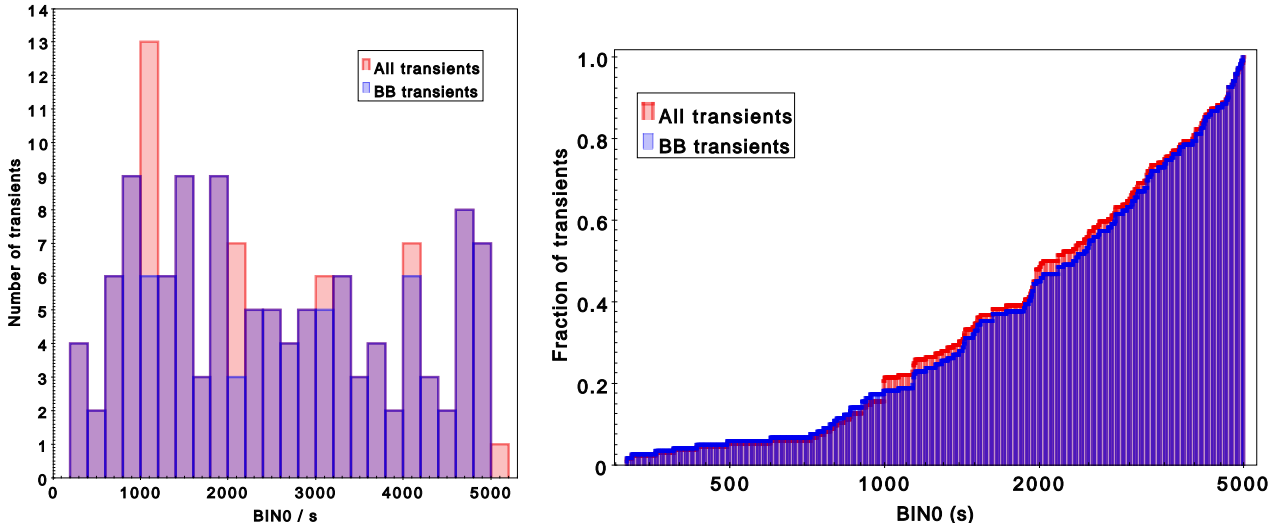 14
13
12
11
10
9
8
7
6
5
4
3
2
1
0
Number of transients
All transients
BB transients
0 1000 2000 3000 4000 5000
BIN0 / s
1.0
0.8
0.6
0.4
0.2
0
Fraction of transients
All transients
BB transients
500 1000 2000 5000
BIN0 (s)